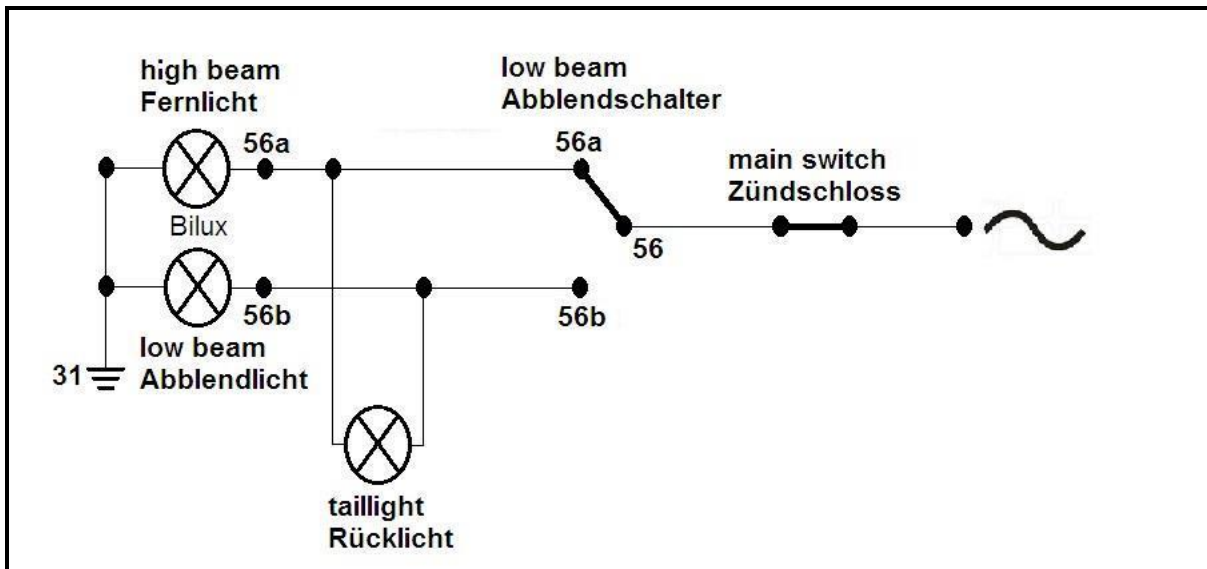 high beam
Fernlicht
56a
Bilux
low beam
Abblendschalter
56a
main switch
Zündschloss
56
56b
56b
low beam
Abblendlicht
31
taillight
Rücklicht